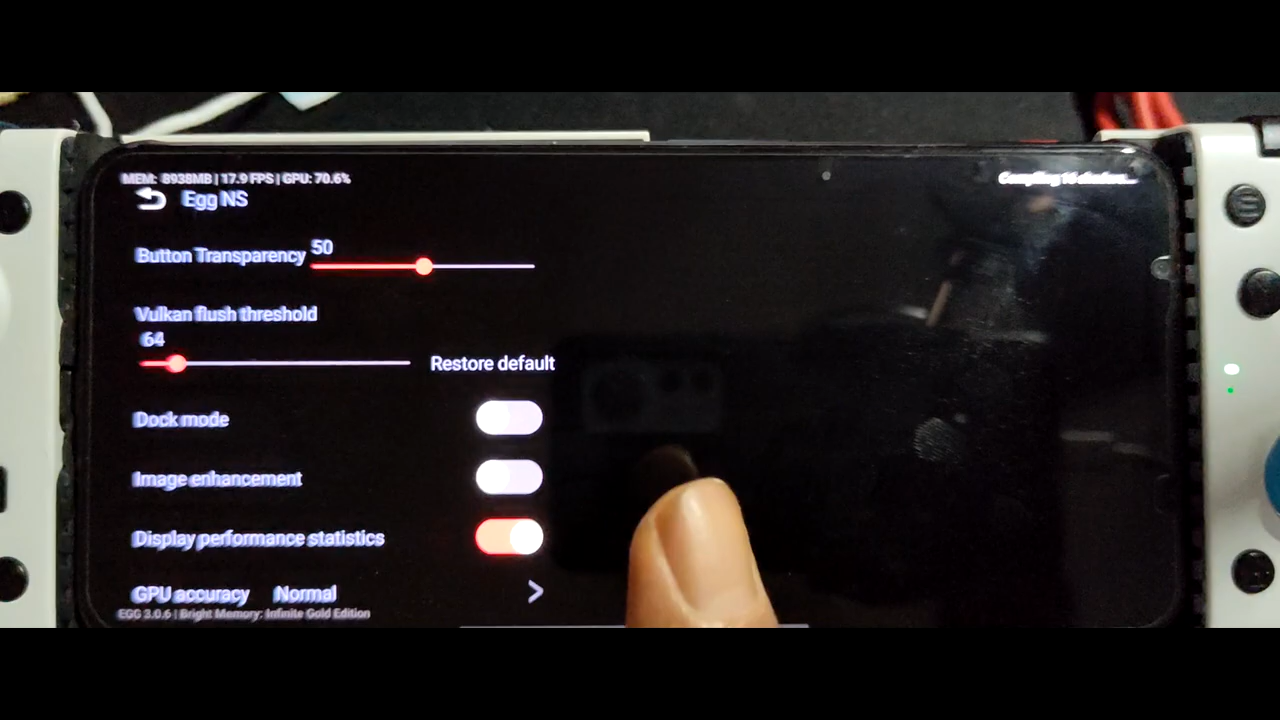 MEM: 8938MB | 17.9 FPS | GPU: 70.6%
Egg NS
Button Transparency 50
Vulkan flush threshold
64
Restore default
Dock mode
Image enhancement
Display performance statistics
GPU accuracy Normal
EGG 3.0.6 | Bright Memory: Infinite Gold Edition